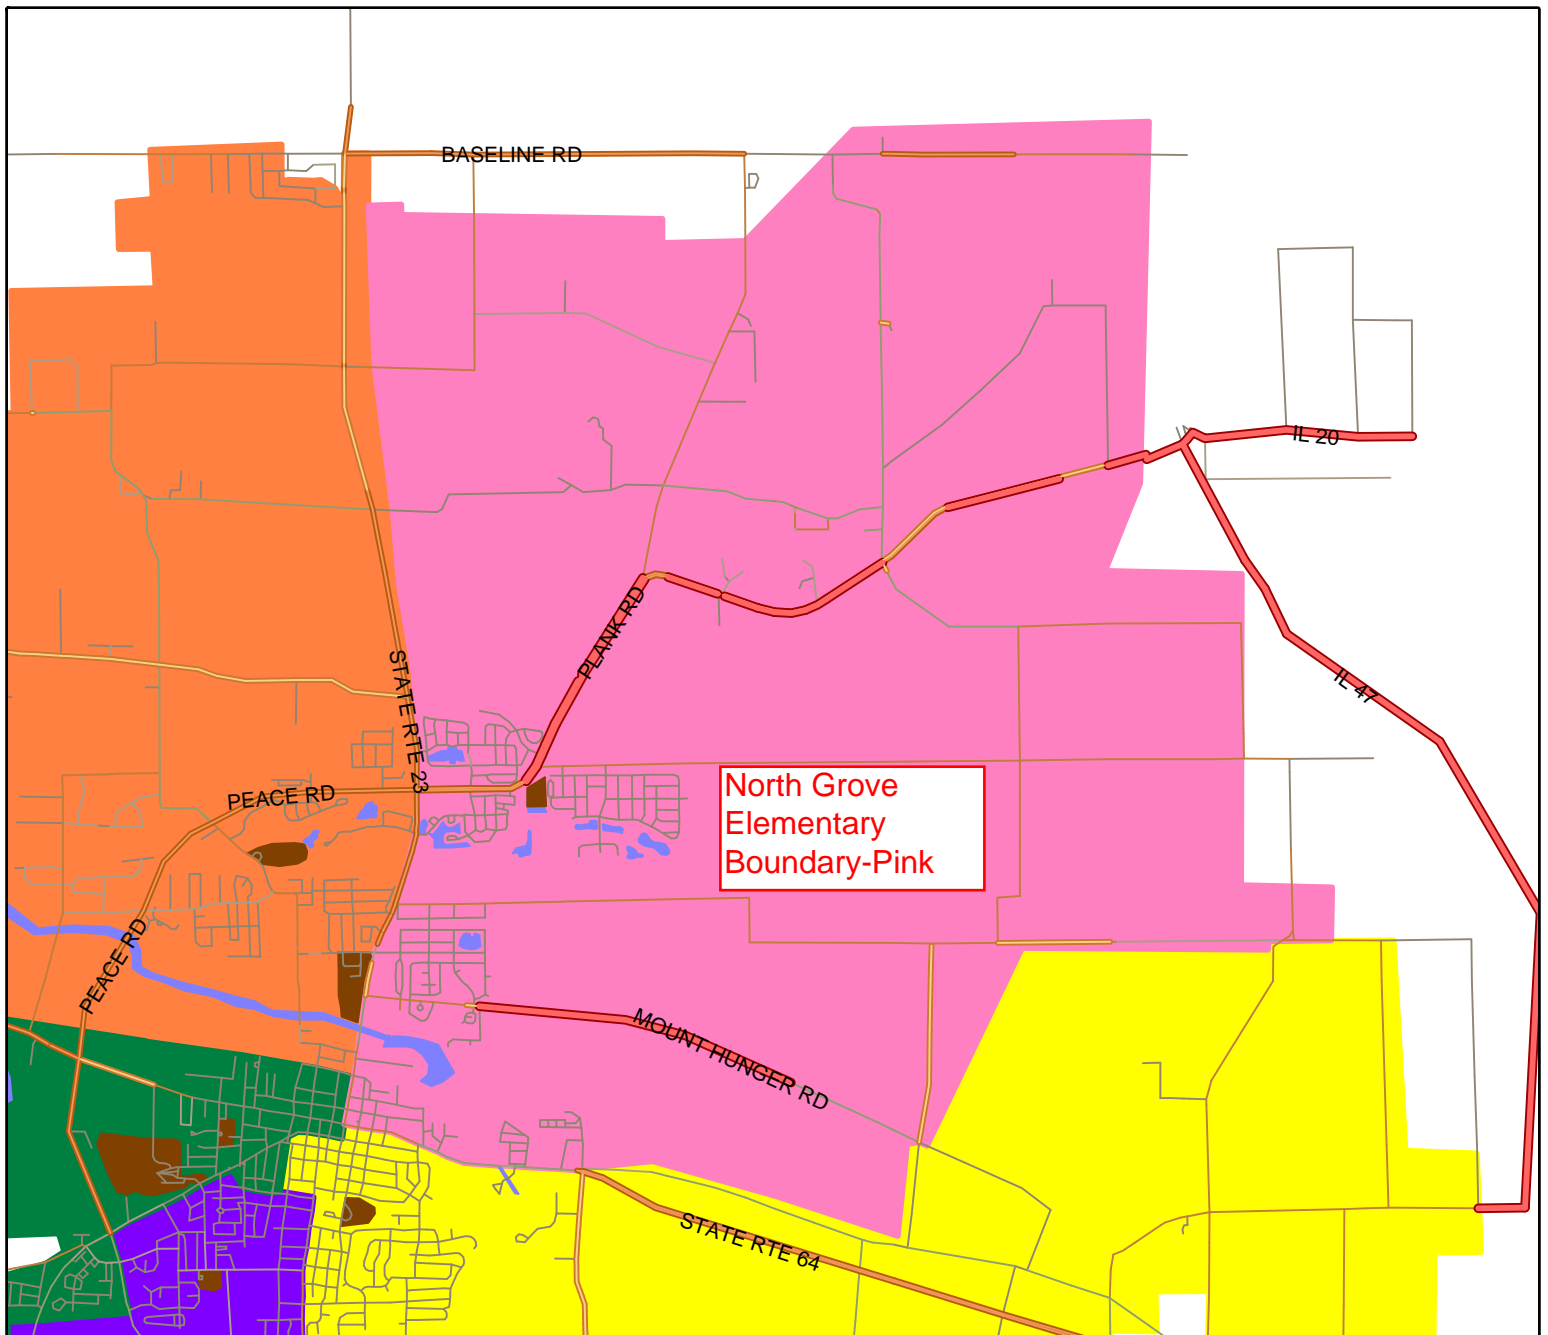 BASELINE RD
IL 20
PLANK RD
IL 47
STATE RTE 23
PEACE RD
North Grove
Elementary
Boundary-Pink
PEACE RD
MOUNT HUNGER RD
STATE RTE 64